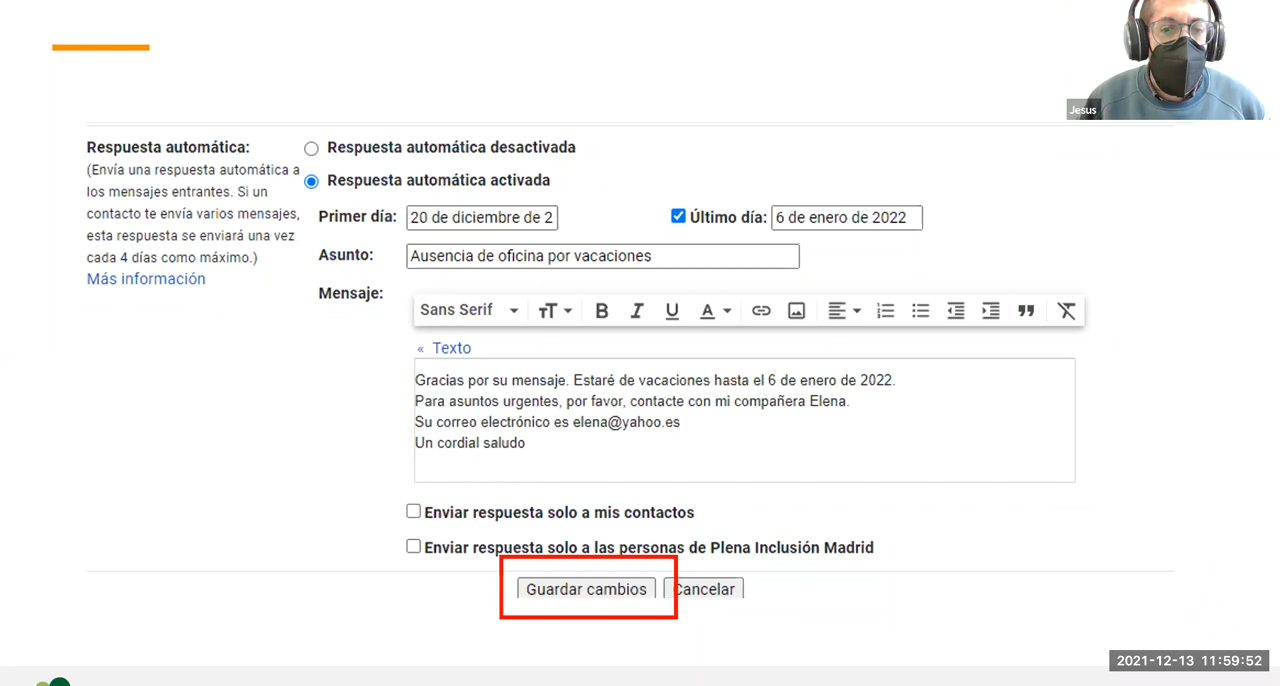 Jesus
Respuesta automática:
(Envía una respuesta automática a
los mensajes entrantes. Si un
contacto te envía varios mensajes,
esta respuesta se enviará una vez
cada 4 días como máximo.)
Más información
Respuesta automática desactivada
Respuesta automática activada
Primer día: 20 de diciembre de 2
Último día: 6 de enero de 2022
Asunto: Ausencia de oficina por vacaciones
Mensaje:
Sans Serif
« Texto
Gracias por su mensaje. Estaré de vacaciones hasta el 6 de enero de 2022.
Para asuntos urgentes, por favor, contacte con mi compañera Elena.
Su correo electrónico es elena@yahoo.es
Un cordial saludo
Enviar respuesta solo a mis contactos
Enviar respuesta solo a las personas de Plena Inclusión Madrid
Guardar cambios Cancelar
2021-12-13 11:59:52